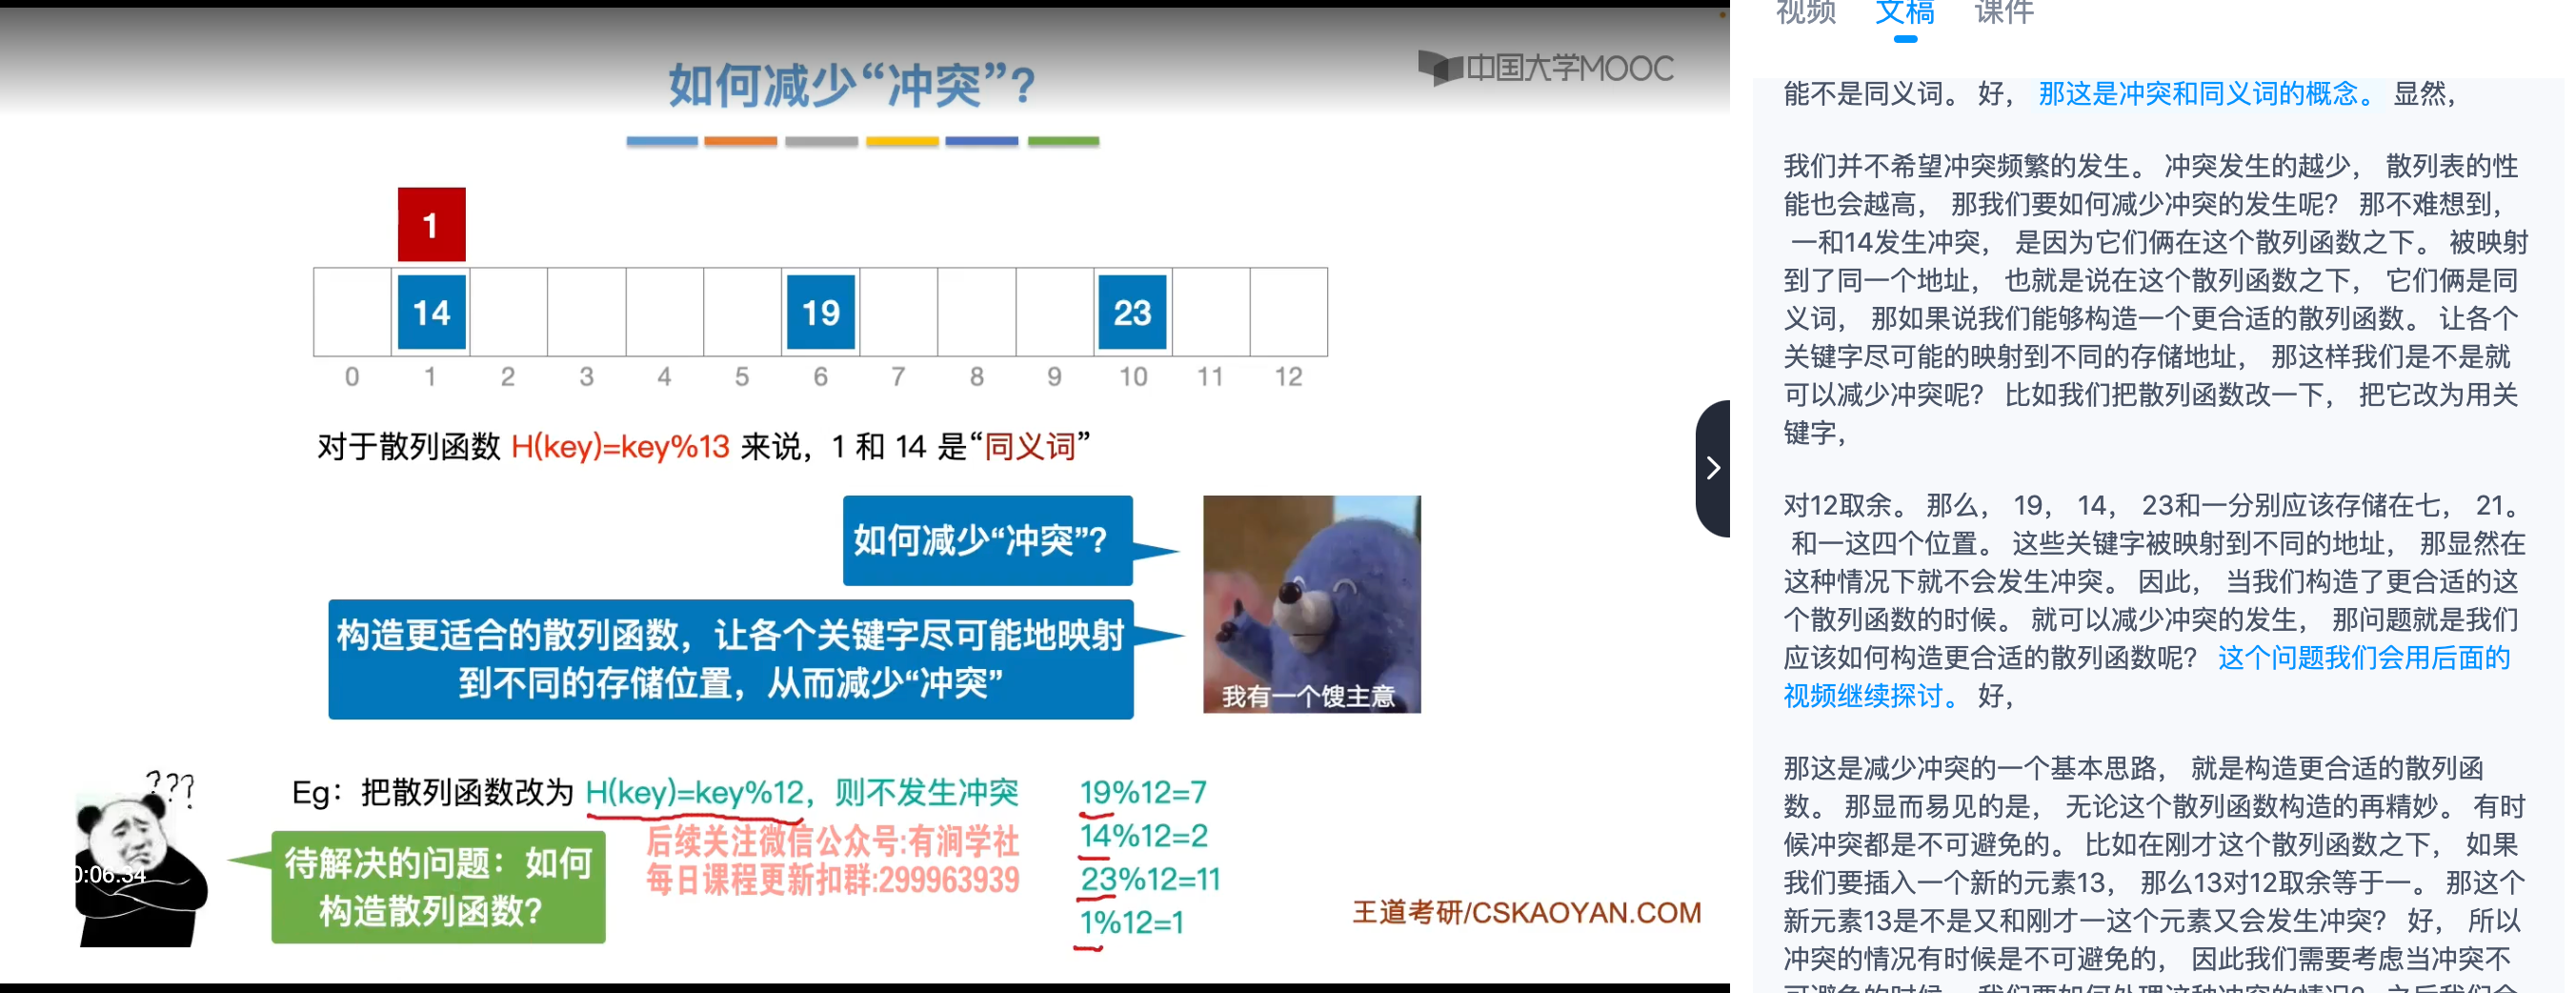 如何减少“冲突”?
中国大学MOOC
1
14
19
23
0 1 2 3 4 5 6 7 8 9 10 11 12
对于散列函数 H(key)=key%13 来说，1 和 14 是“同义词”
如何减少“冲突”?
构造更适合的散列函数，让各个关键字尽可能地映射
到不同的存储位置，从而减少“冲突”
我有一个馊主意
???
Eg：把散列函数改为 H(key)=key%12，则不发生冲突
19%12=7
14%12=2
23%12=11
1%12=1
后续关注微信公众号:有涧学社
每日课程更新扣群:299963939
待解决的问题：如何
构造散列函数?
0:06:34
王道考研/CSKAOYAN.COM
视频 文稿 课件
能不是同义词。 好， 那这是冲突和同义词的概念。 显然，
我们并不希望冲突频繁的发生。 冲突发生的越少， 散列表的性
能也会越高， 那我们要如何减少冲突的发生呢? 那不难想到，
一和14发生冲突， 是因为它们俩在这个散列函数之下。 被映射
到了同一个地址， 也就是说在这个散列函数之下， 它们俩是同
义词， 那如果说我们能够构造一个更合适的散列函数。 让各个
关键字尽可能的映射到不同的存储地址， 那这样我们是不是就
可以减少冲突呢? 比如我们把散列函数改一下， 把它改为用关
键字，
对12取余。 那么， 19， 14， 23和一分别应该存储在七， 21。
和一这四个位置。 这些关键字被映射到不同的地址， 那显然在
这种情况下就不会发生冲突。 因此， 当我们构造了更合适的这
个散列函数的时候。 就可以减少冲突的发生， 那问题就是我们
应该如何构造更合适的散列函数呢? 这个问题我们会用后面的
视频继续探讨。 好，
那这是减少冲突的一个基本思路， 就是构造更合适的散列函
数。 那显而易见的是， 无论这个散列函数构造的再精妙。 有时
候冲突都是不可避免的。 比如在刚才这个散列函数之下， 如果
我们要插入一个新的元素13， 那么13对12取余等于一。 那这个
新元素13是不是又和刚才一这个元素又会发生冲突? 好， 所以
冲突的情况有时候是不可避免的， 因此我们需要考虑当冲突不
可避免的时候， 我们要如何处理这种冲突的情况? 之后我们会